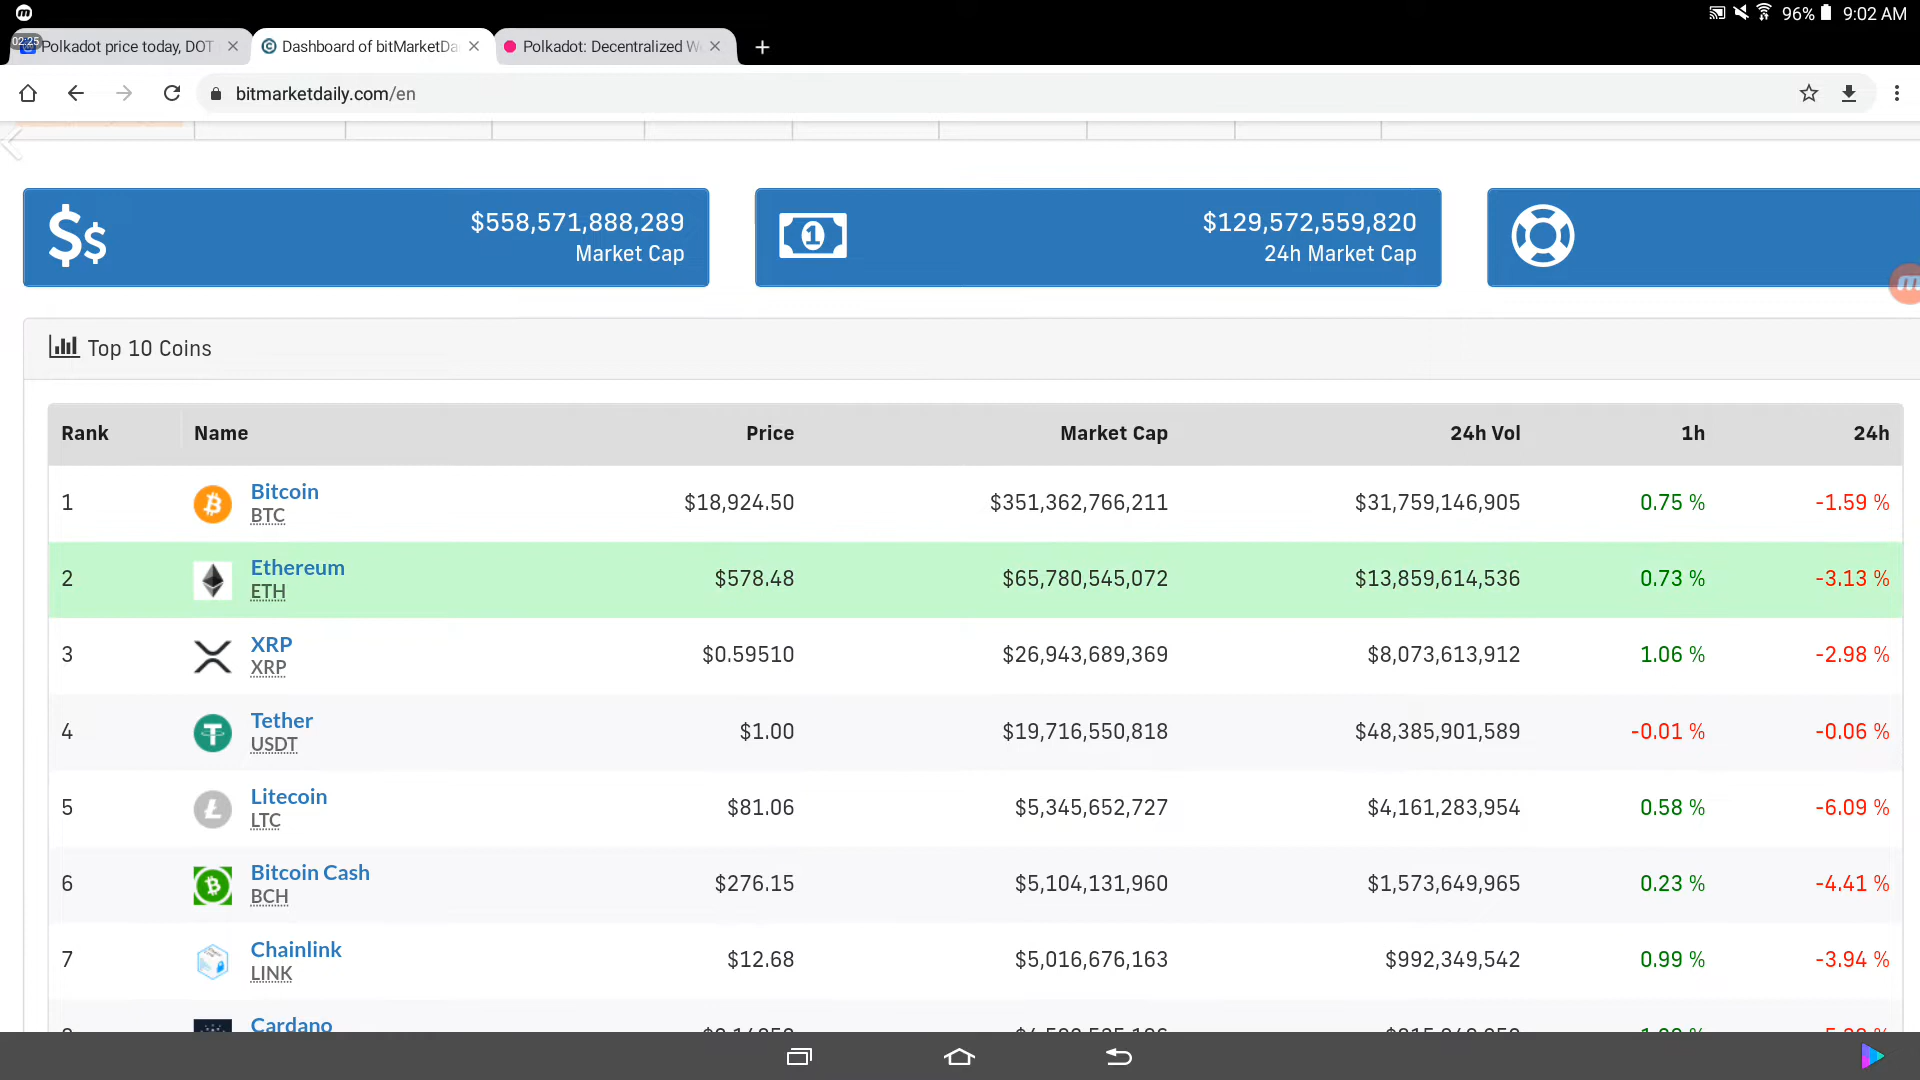 96% 9:02 AM
02:25
Polkadot price today, DOT
Dashboard of bitMarketDa
Polkadot: Decentralized W
bitmarketdaily.com/en
$558,571,888,289
Market Cap
$129,572,559,820
24h Market Cap
Top 10 Coins
Rank Name Price Market Cap 24h Vol 1h 24h
1 Bitcoin BTC $18,924.50 $351,362,766,211 $31,759,146,905 0.75 % -1.59 %
2 Ethereum ETH $578.48 $65,780,545,072 $13,859,614,536 0.73 % -3.13 %
3 XRP XRP $0.59510 $26,943,689,369 $8,073,613,912 1.06 % -2.98 %
4 Tether USDT $1.00 $19,716,550,818 $48,385,901,589 -0.01 % -0.06 %
5 Litecoin LTC $81.06 $5,345,652,727 $4,161,283,954 0.58 % -6.09 %
6 Bitcoin Cash BCH $276.15 $5,104,131,960 $1,573,649,965 0.23 % -4.41 %
7 Chainlink LINK $12.68 $5,016,676,163 $992,349,542 0.99 % -3.94 %
Cardano